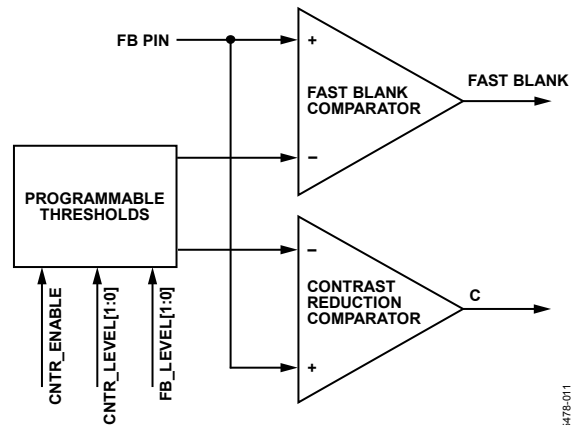 FB PIN
+
FAST BLANK
COMPARATOR
−
FAST BLANK
PROGRAMMABLE
THRESHOLDS
−
CONTRAST
REDUCTION
COMPARATOR
+
C
CNTR_ENABLE
CNTR_LEVEL[1:0]
FB_LEVEL[1:0]